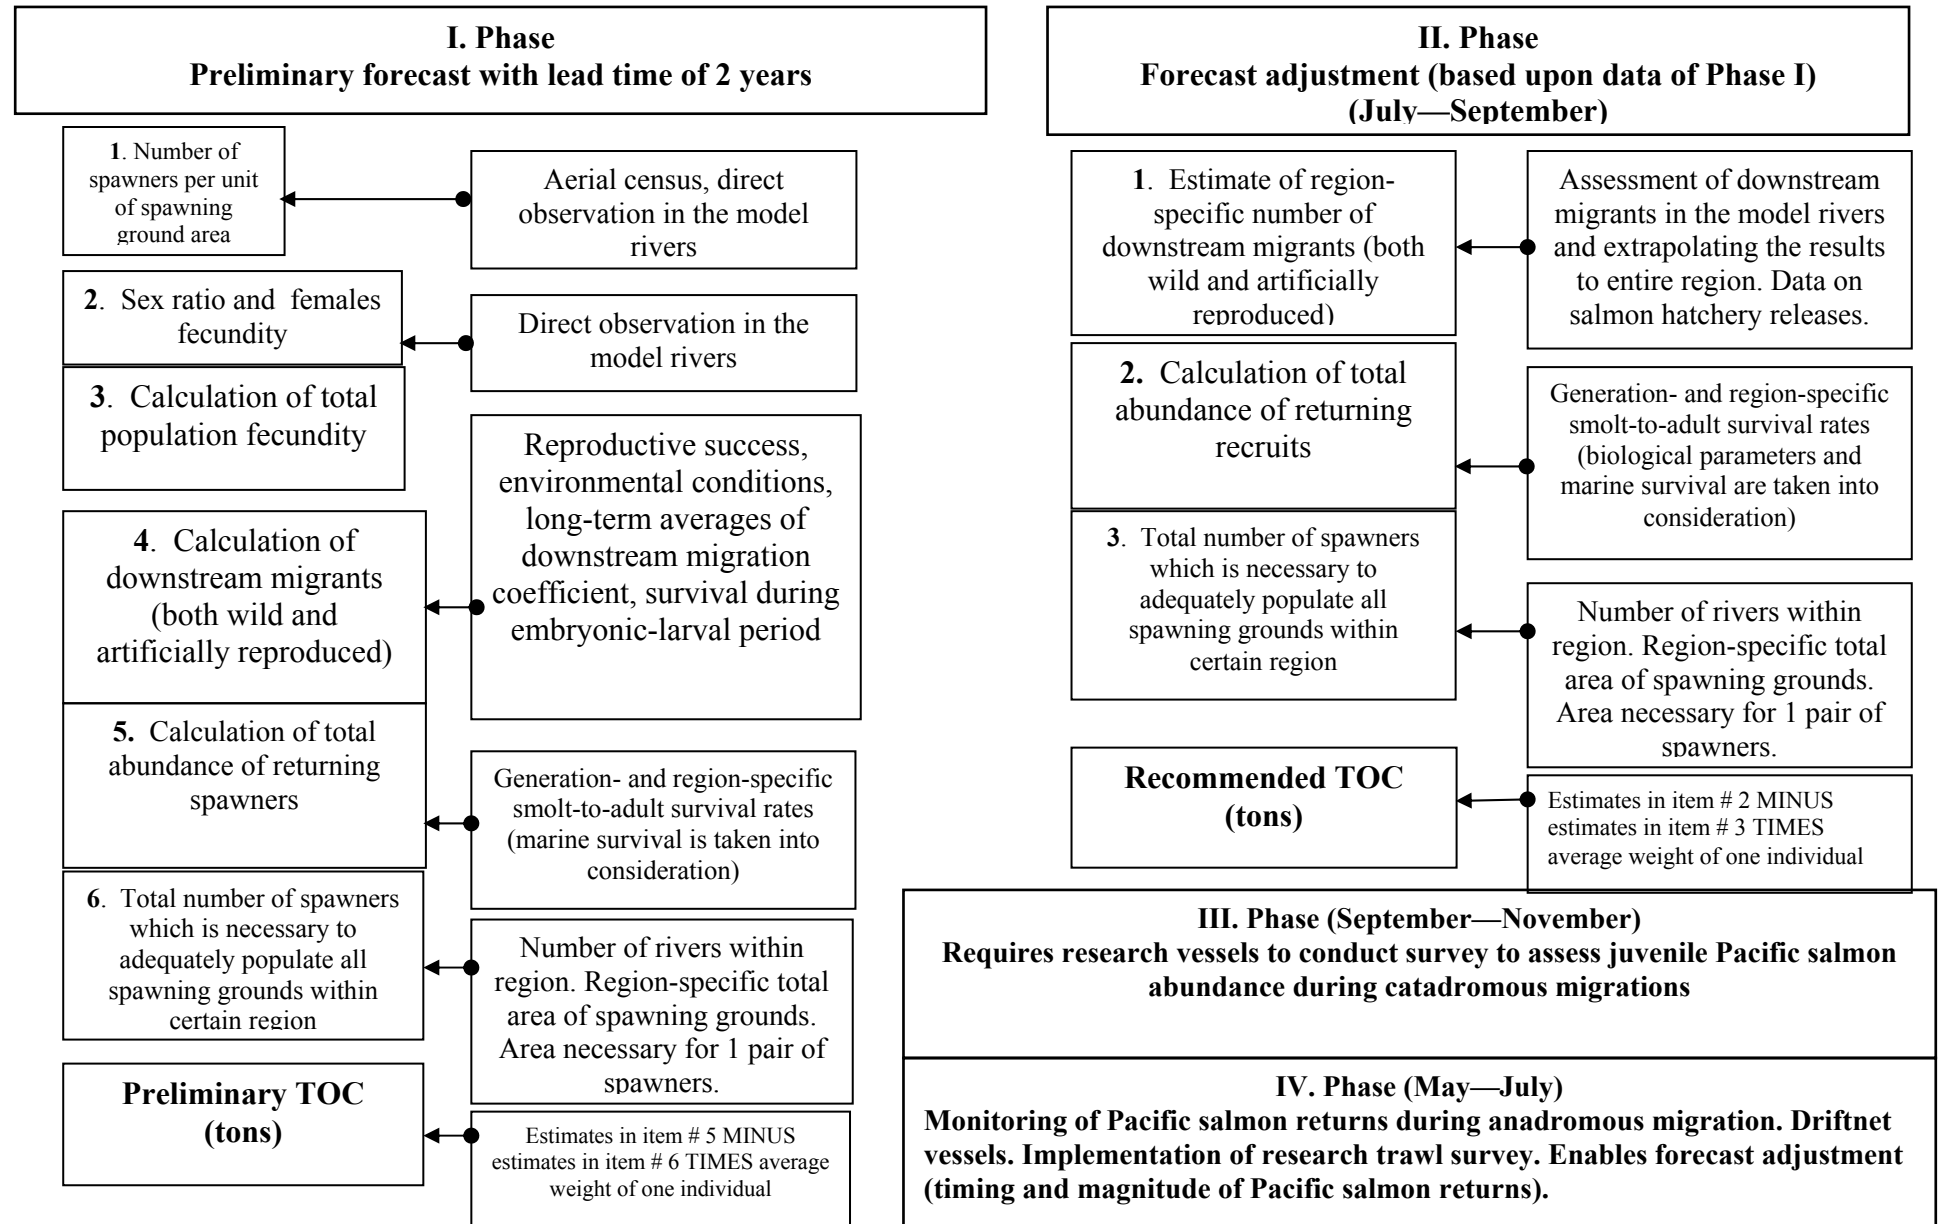 I. Phase
Preliminary forecast with lead time of 2 years
1. Number of
spawners per unit
of spawning
ground area
Aerial census, direct
observation in the model
rivers
2. Sex ratio and females
fecundity
Direct observation in the
model rivers
3. Calculation of total
population fecundity
Reproductive success,
environmental conditions,
long-term averages of
downstream migration
coefficient, survival during
embryonic-larval period
4. Calculation of
downstream migrants
(both wild and
artificially reproduced)
5. Calculation of total
abundance of returning
spawners
Generation- and region-specific
smolt-to-adult survival rates
(marine survival is taken into
consideration)
6. Total number of spawners
which is necessary to
adequately populate all
spawning grounds within
certain region
Number of rivers within
region. Region-specific total
area of spawning grounds.
Area necessary for 1 pair of
spawners.
Preliminary TOC
(tons)
Estimates in item # 5 MINUS
estimates in item # 6 TIMES average
weight of one individual
II. Phase
Forecast adjustment (based upon data of Phase I)
(July—September)
1. Estimate of region-
specific number of
downstream migrants (both
wild and artificially
reproduced)
Assessment of downstream
migrants in the model rivers
and extrapolating the results
to entire region. Data on
salmon hatchery releases.
2. Calculation of total
abundance of returning
recruits
Generation- and region-specific
smolt-to-adult survival rates
(biological parameters and
marine survival are taken into
consideration)
3. Total number of spawners
which is necessary to
adequately populate all
spawning grounds within
certain region
Number of rivers within
region. Region-specific total
area of spawning grounds.
Area necessary for 1 pair of
spawners.
Recommended TOC
(tons)
Estimates in item # 2 MINUS
estimates in item # 3 TIMES
average weight of one individual
III. Phase (September—November)
Requires research vessels to conduct survey to assess juvenile Pacific salmon
abundance during catadromous migrations
IV. Phase (May—July)
Monitoring of Pacific salmon returns during anadromous migration. Driftnet
vessels. Implementation of research trawl survey. Enables forecast adjustment
(timing and magnitude of Pacific salmon returns).